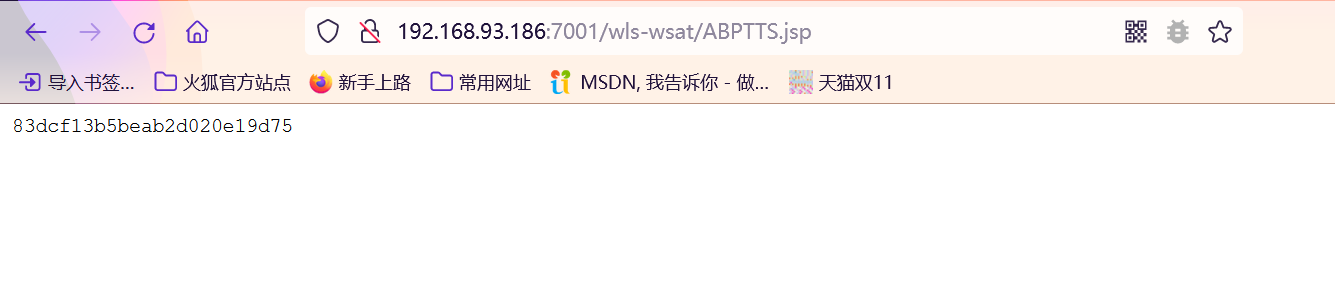 192.168.93.186:7001/wls-wsat/ABPTTS.jsp
导入书签... 火狐官方站点 新手上路 常用网址 MSDN, 我告诉你 - 做... 天猫双11
83dcf13b5beab2d020e19d75